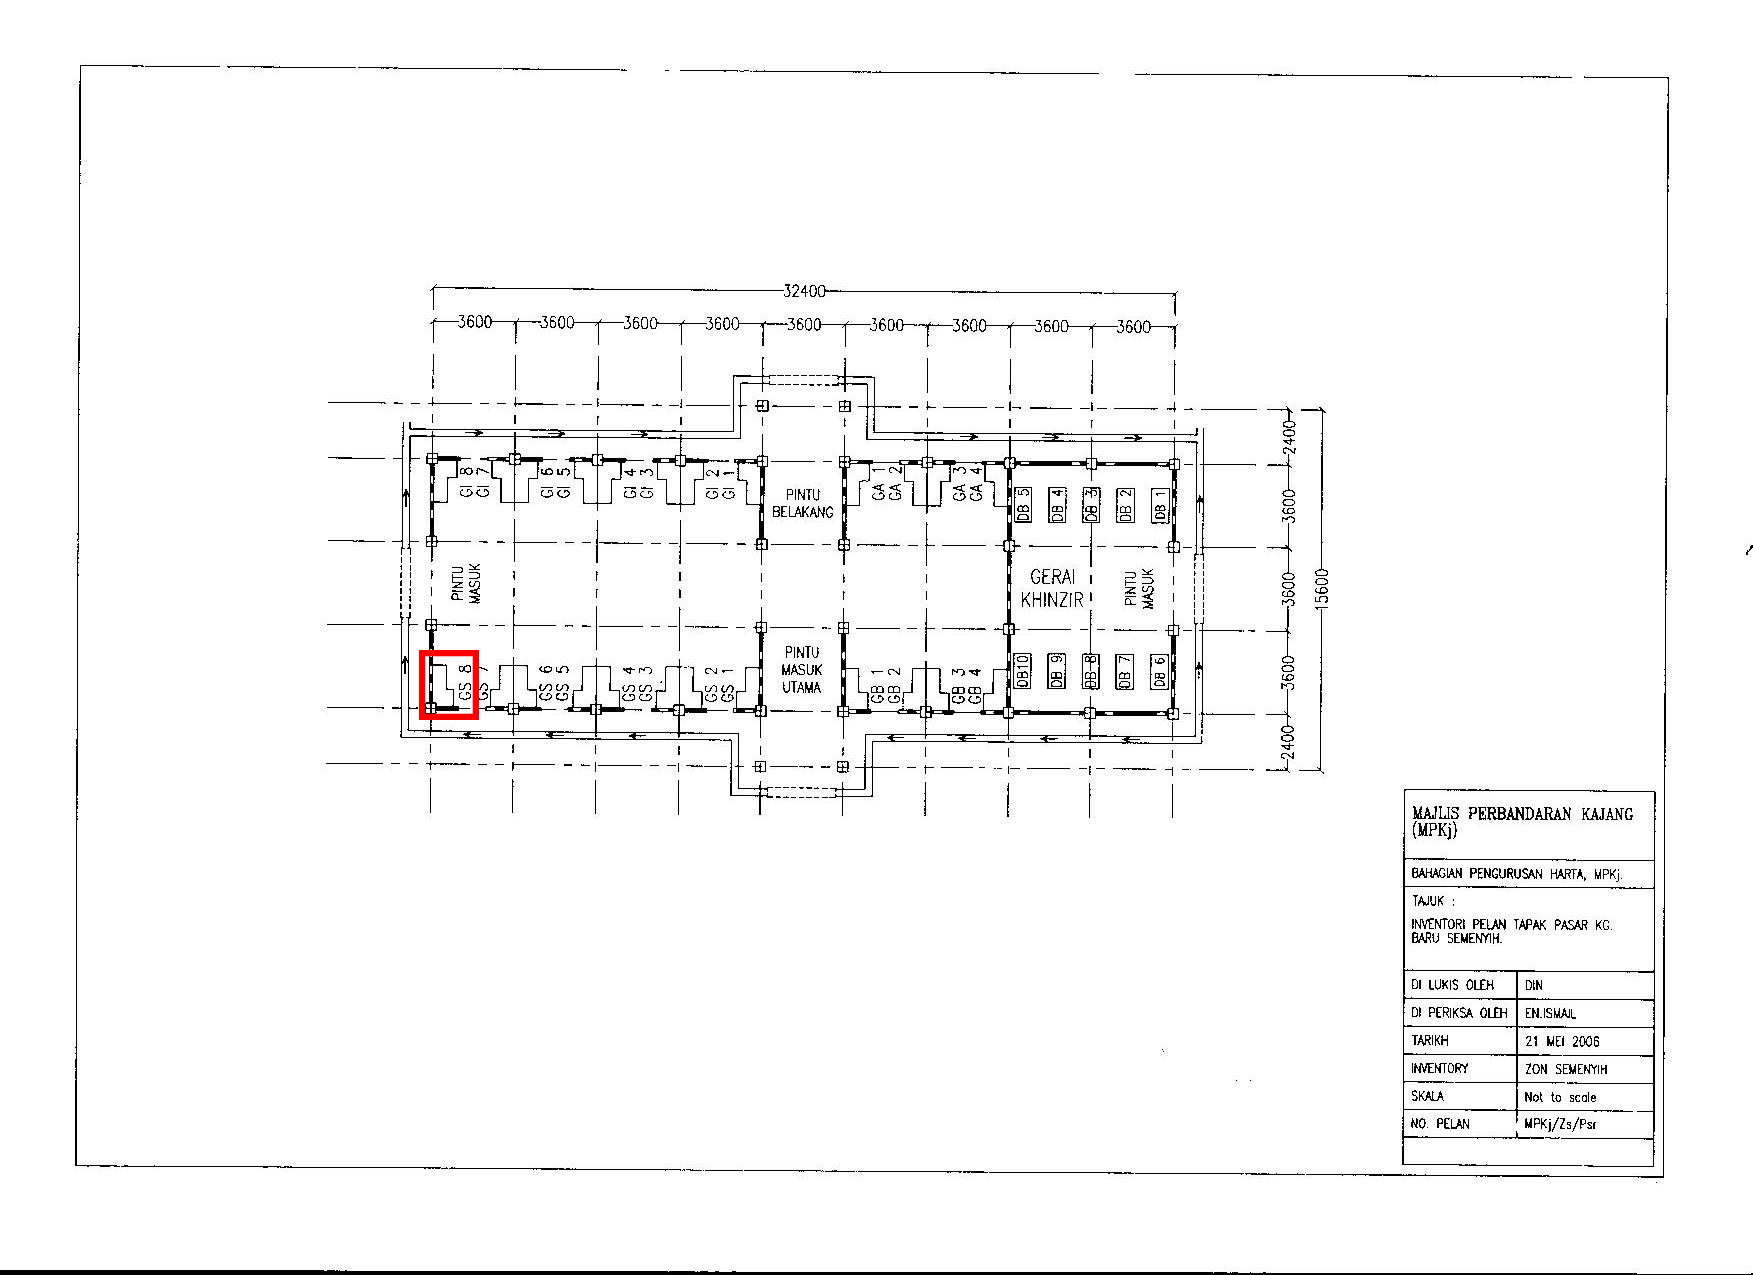 32400
3600 3600 3600 3600 3600 3600 3600 3600 3600
2400
3600
3600
3600
2400
15600
GI 8
GI 7
GI 6
GI 5
GI 4
GI 3
GI 2
GI 1
PINTU
BELAKANG
GA 1
GA 2
GA 3
GA 4
DB 5
DB 4
DB 3
DB 2
DB 1
PINTU
MASUK
GERAI
KHINZIR
PINTU
MASUK
GS 8
GS 7
GS 6
GS 5
GS 4
GS 3
GS 2
GS 1
PINTU
MASUK
UTAMA
GB 1
GB 2
GB 3
GB 4
DB10
DB 9
DB 8
DB 7
DB 6
MAJLIS PERBANDARAN KAJANG
(MPKj)
BAHAGIAN PENGURUSAN HARTA, MPKj.
TAJUK :
INVENTORI PELAN TAPAK PASAR KG.
BARU SEMENYIH.
DI LUKIS OLEH DIN
DI PERIKSA OLEH EN.ISMAIL
TARIKH 21 MEI 2006
INVENTORY ZON SEMENYIH
SKALA Not to scale
NO. PELAN MPKj/Zs/Psr